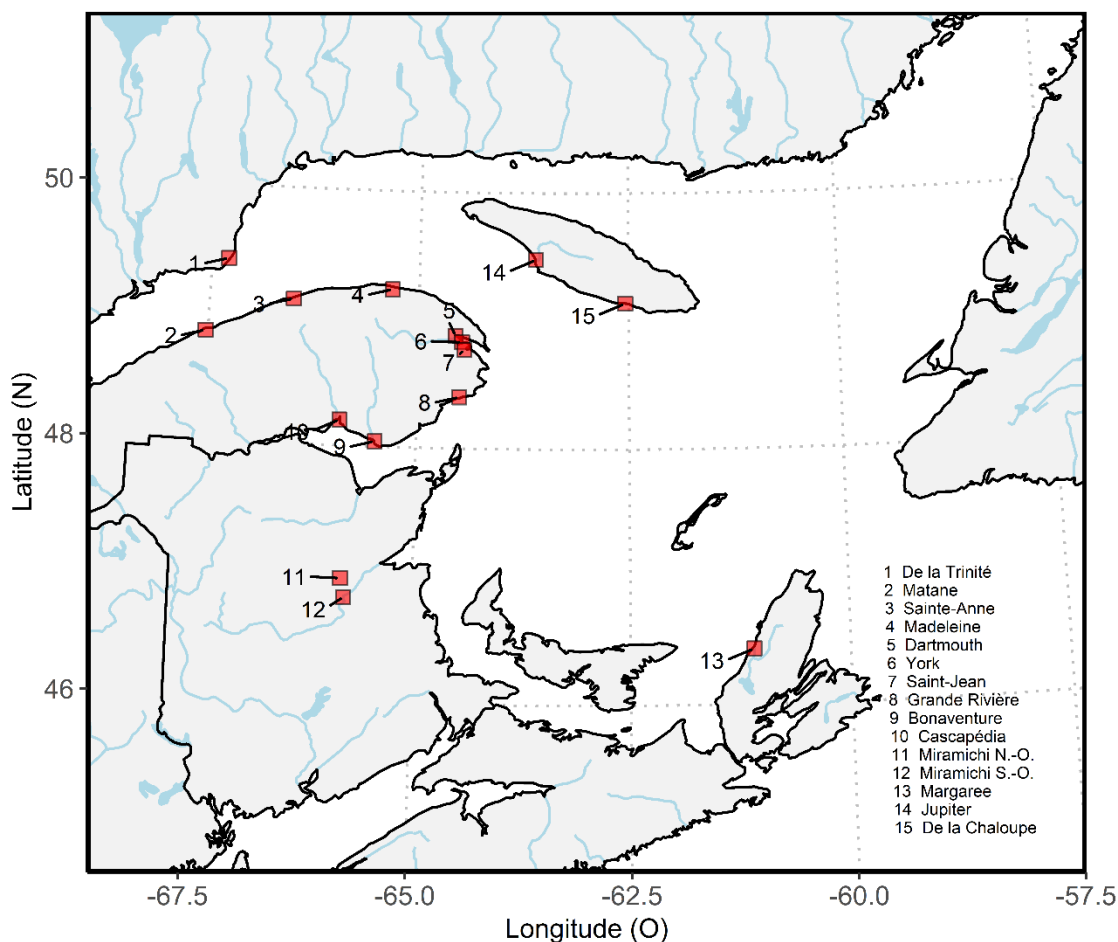 50
48
46
Latitude (N)
1
2
3
4
5
6
7
8
9
10
11
12
13
14
15
1 De la Trinité
2 Matane
3 Sainte-Anne
4 Madeleine
5 Dartmouth
6 York
7 Saint-Jean
8 Grande Rivière
9 Bonaventure
10 Cascapédia
11 Miramichi N.-O.
12 Miramichi S.-O.
13 Margaree
14 Jupiter
15 De la Chaloupe
-67.5 -65.0 -62.5 -60.0 -57.5
Longitude (O)